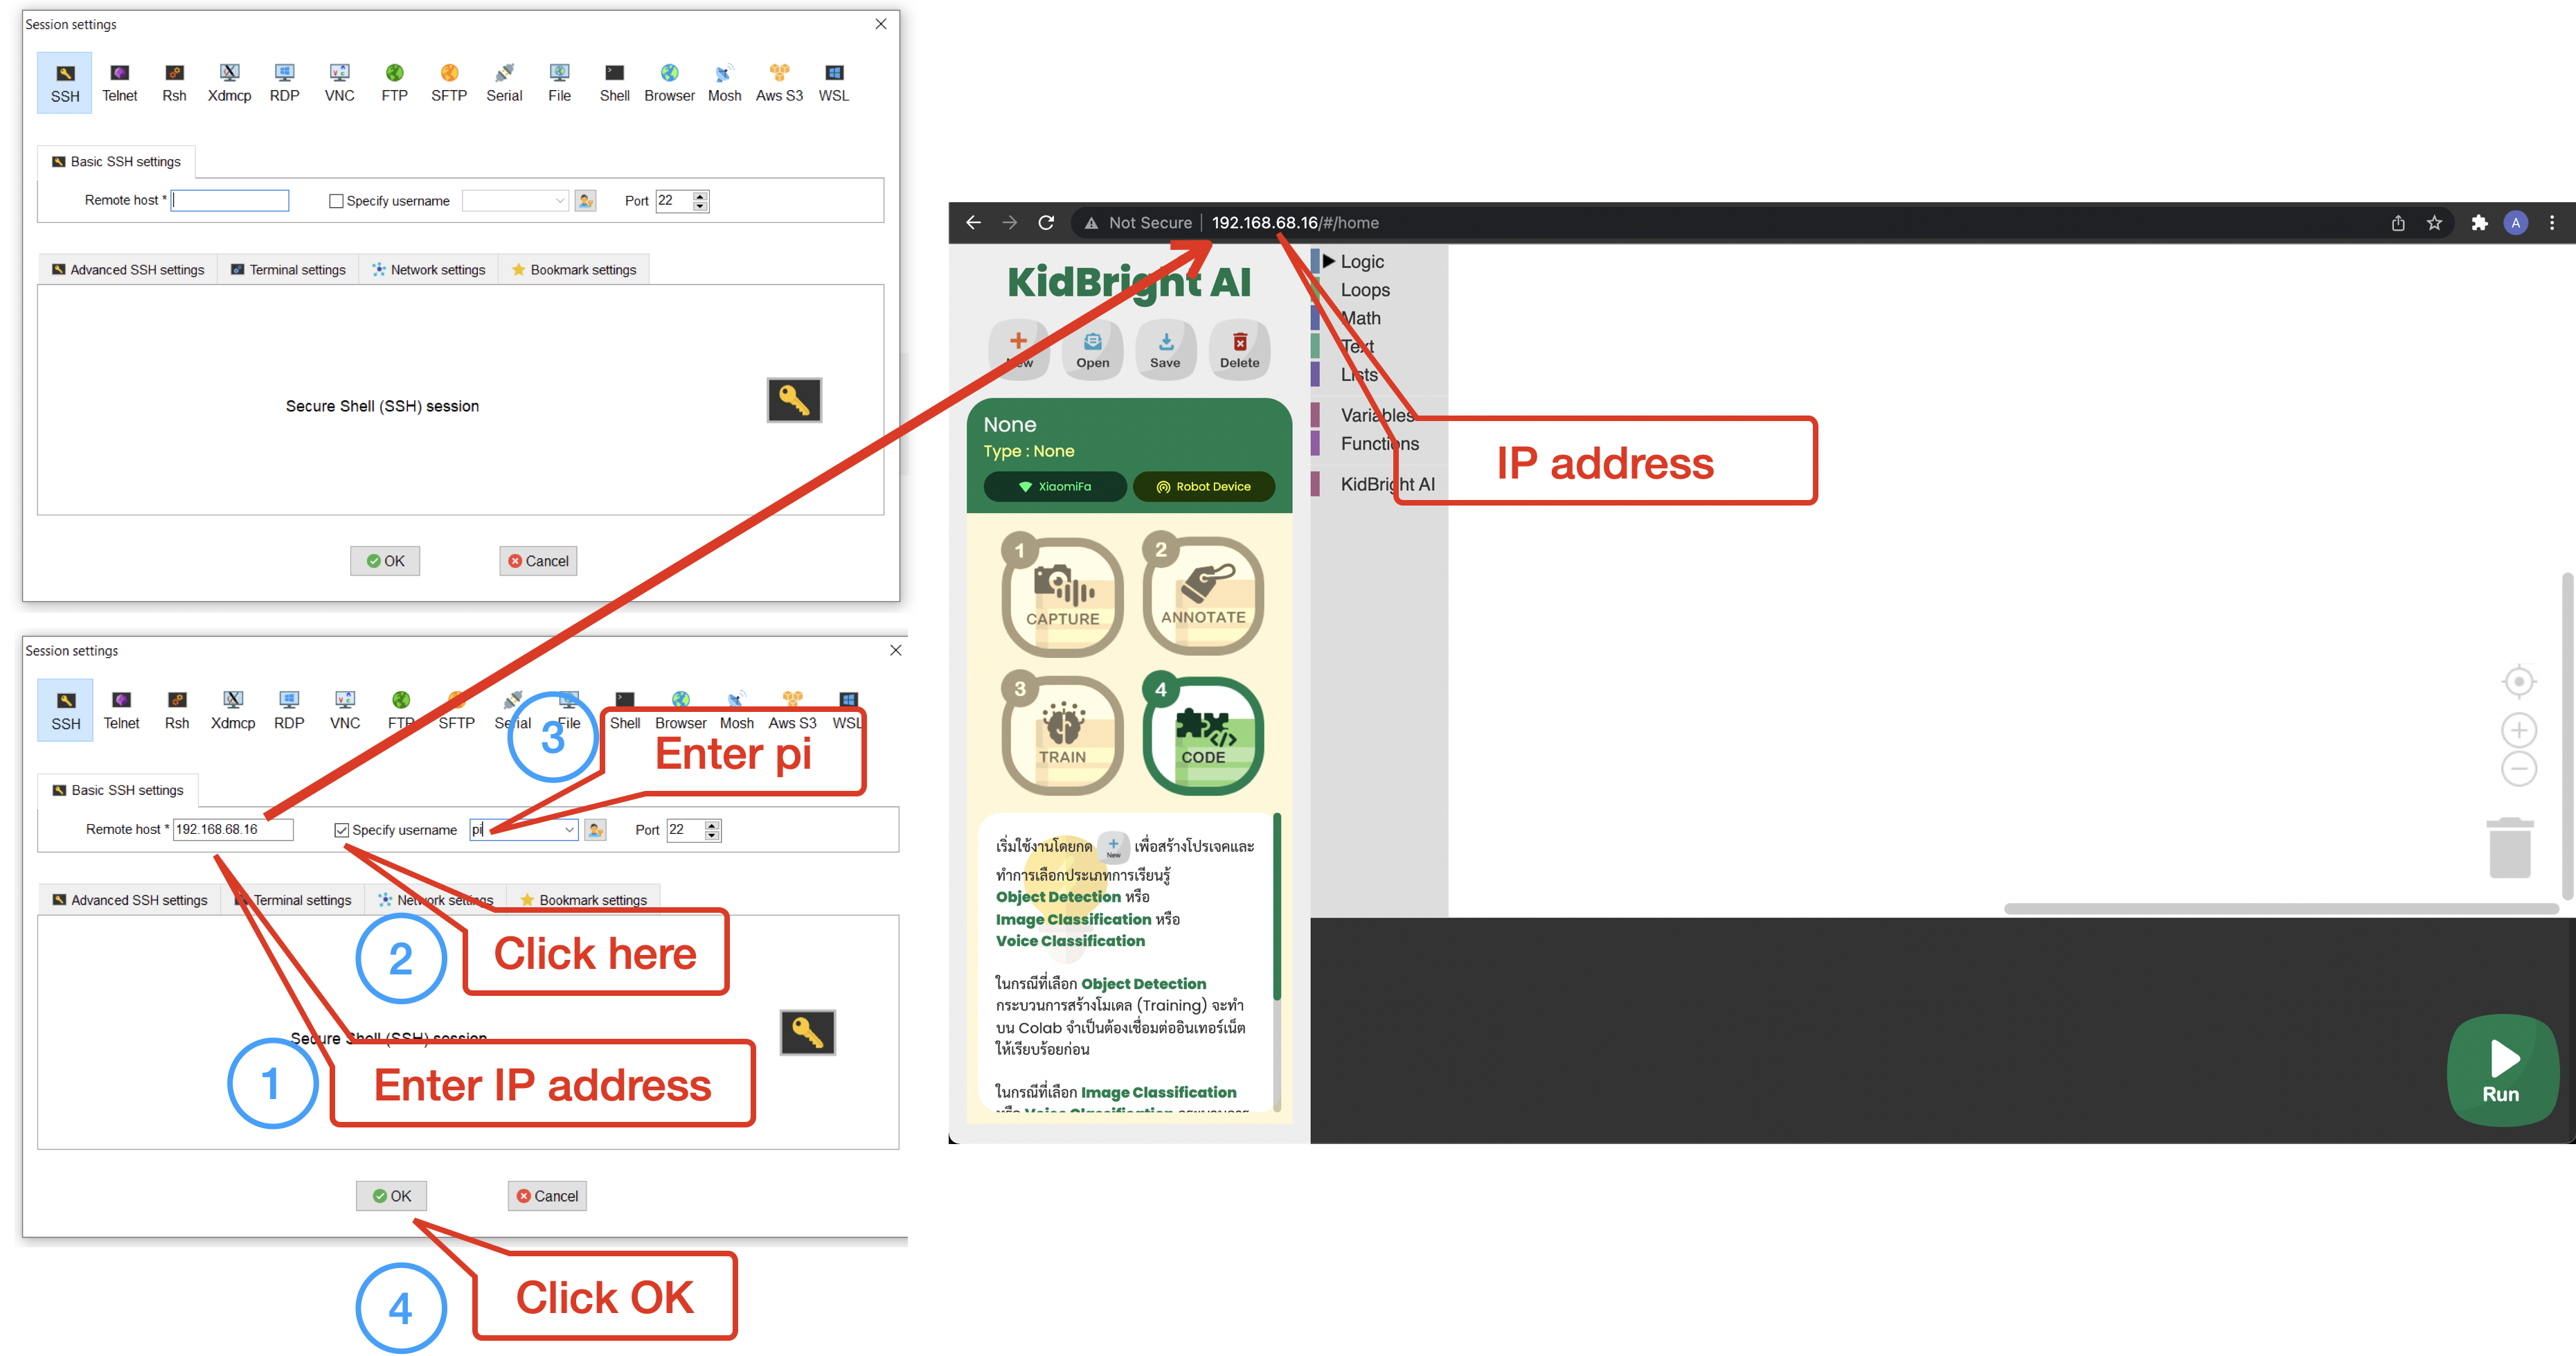 Session settings
SSH Telnet Rsh Xdmcp RDP VNC FTP SFTP Serial File Shell Browser Mosh Aws S3 WSL
Basic SSH settings
Remote host * Specify username Port 22
Advanced SSH settings Terminal settings Network settings Bookmark settings
Secure Shell (SSH) session
OK Cancel
Session settings
SSH Telnet Rsh Xdmcp RDP VNC FTP SFTP Serial File Shell Browser Mosh Aws S3 WSL
3 Enter pi
Basic SSH settings
Remote host * 192.168.68.16 Specify username pi Port 22
Advanced SSH settings Terminal settings Network settings Bookmark settings
2 Click here
Secure Shell (SSH) session
1 Enter IP address
OK Cancel
4 Click OK
Not Secure 192.168.68.16/#/home A
KidBright AI
New Open Save Delete
None
Type : None
XiaomiFa Robot Device
1 CAPTURE
2 ANNOTATE
3 TRAIN
4 CODE
เริ่มใช้งานโดยกด New เพื่อสร้างโปรเจคและ
ทำการเลือกประเภทการเรียนรู้
Object Detection หรือ
Image Classification หรือ
Voice Classification
ในกรณีที่เลือก Object Detection
กระบวนการสร้างโมเดล (Training) จะทำ
บน Colab จำเป็นต้องเชื่อมต่ออินเทอร์เน็ต
ให้เรียบร้อยก่อน
ในกรณีที่เลือก Image Classification
หรือ Voice Classification กระบวนการ
Logic
Loops
Math
Text
Lists
Variables
Functions
KidBright AI
IP address
Run